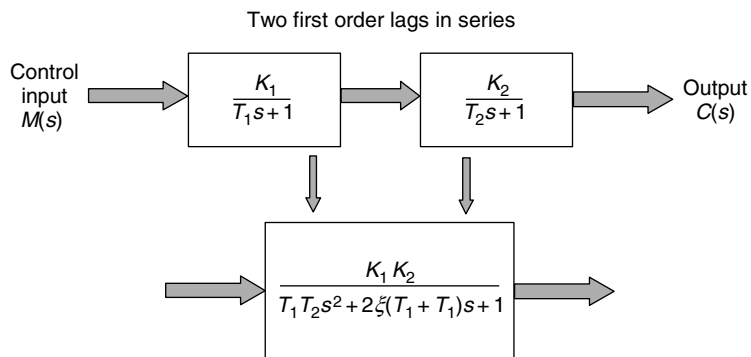 Two first order lags in series
Control
input
M(s)
K₁
T₁s + 1
K₂
T₂s + 1
Output
C(s)
K₁ K₂
T₁T₂s² + 2ξ(T₁ + T₁)s + 1